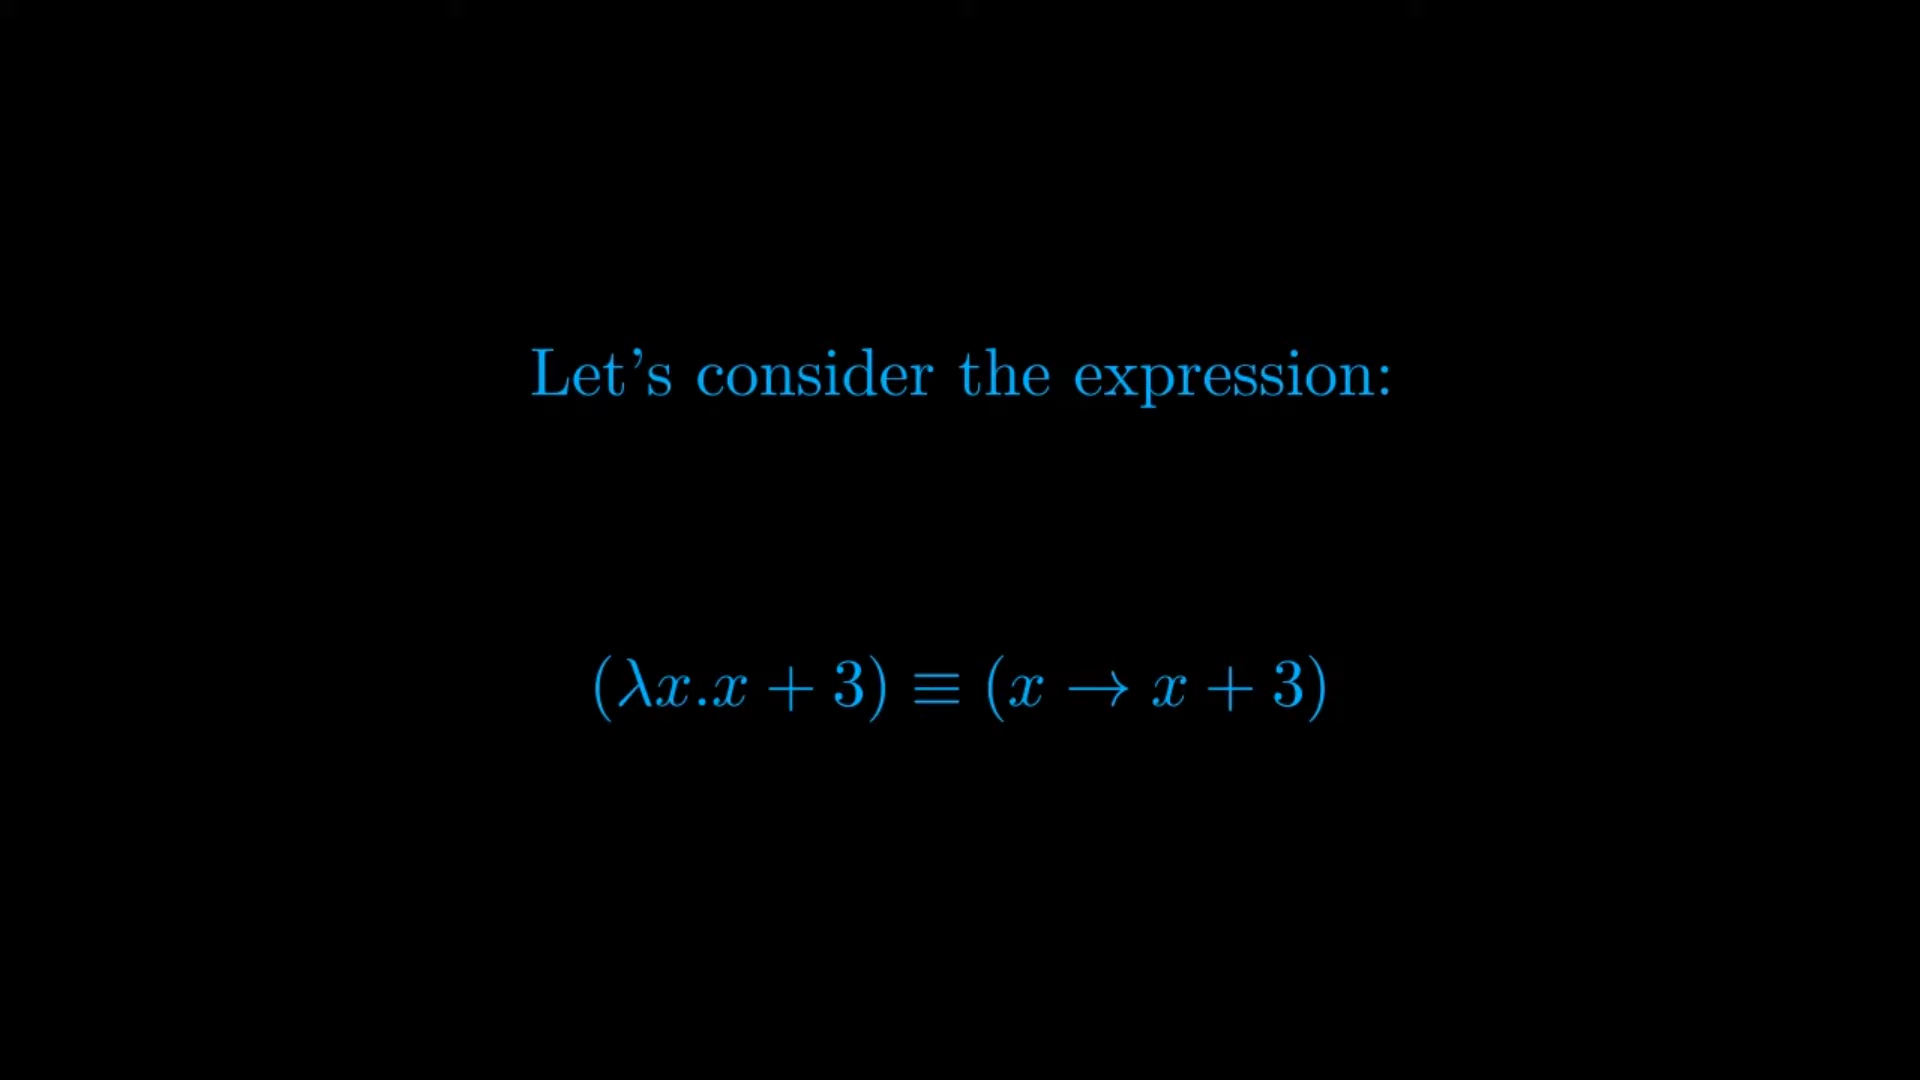 Let's consider the expression:
(λx.x + 3) ≡ (x → x + 3)